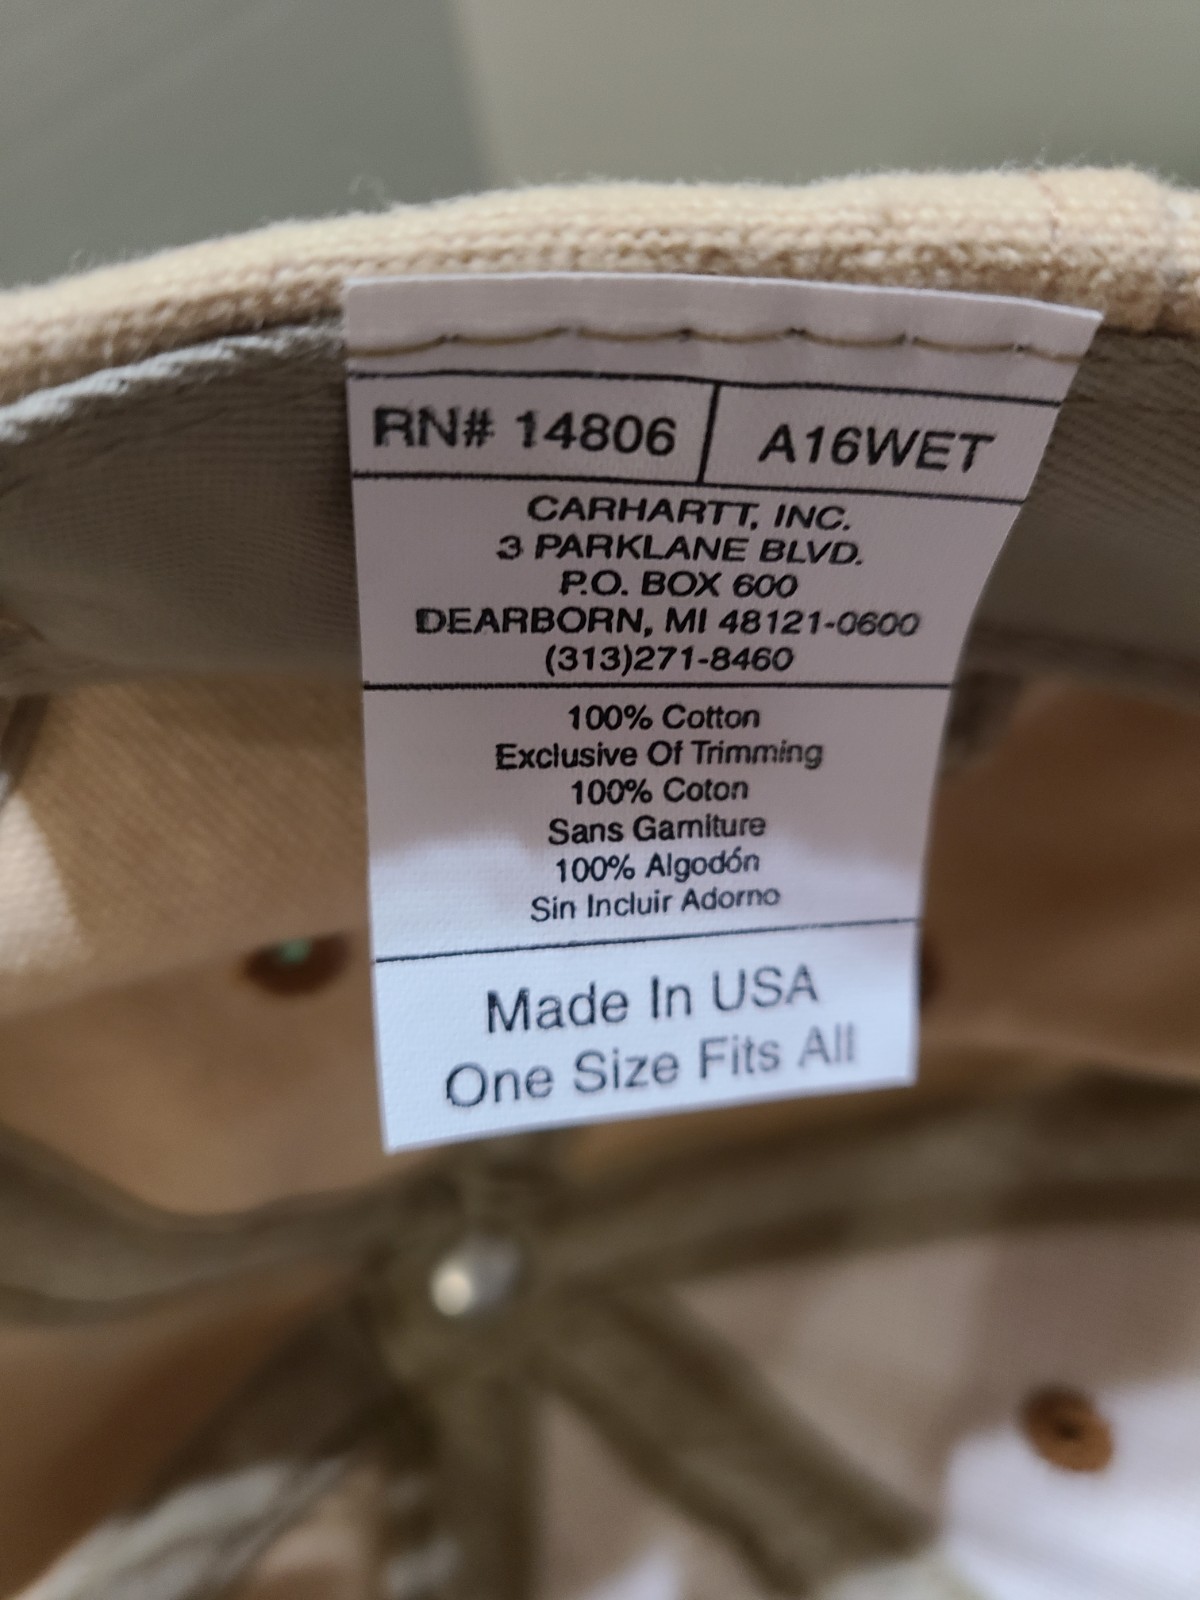 RN# 14806 A16WET
CARHARTT, INC.
3 PARKLANE BLVD.
P.O. BOX 600
DEARBORN, MI 48121-0600
(313)271-8460
100% Cotton
Exclusive Of Trimming
100% Coton
Sans Garniture
100% Algodón
Sin Incluir Adorno
Made In USA
One Size Fits All